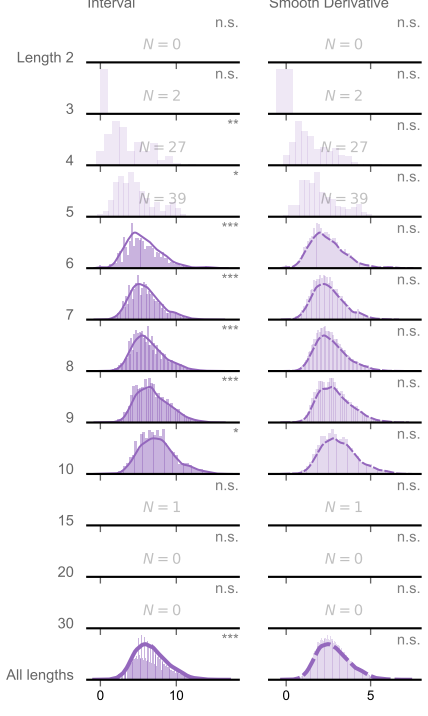 Interval Smooth Derivative
n.s. n.s.
Length 2 N = 0 N = 0
n.s. n.s.
3 N = 2 N = 2
** n.s.
4 N = 27 N = 27
* n.s.
5 N = 39 N = 39
*** n.s.
6
*** n.s.
7
*** n.s.
8
*** n.s.
9
* n.s.
10
n.s. n.s.
15 N = 1 N = 1
n.s. n.s.
20 N = 0 N = 0
n.s. n.s.
30 N = 0 N = 0
*** n.s.
All lengths
0 10 0 5